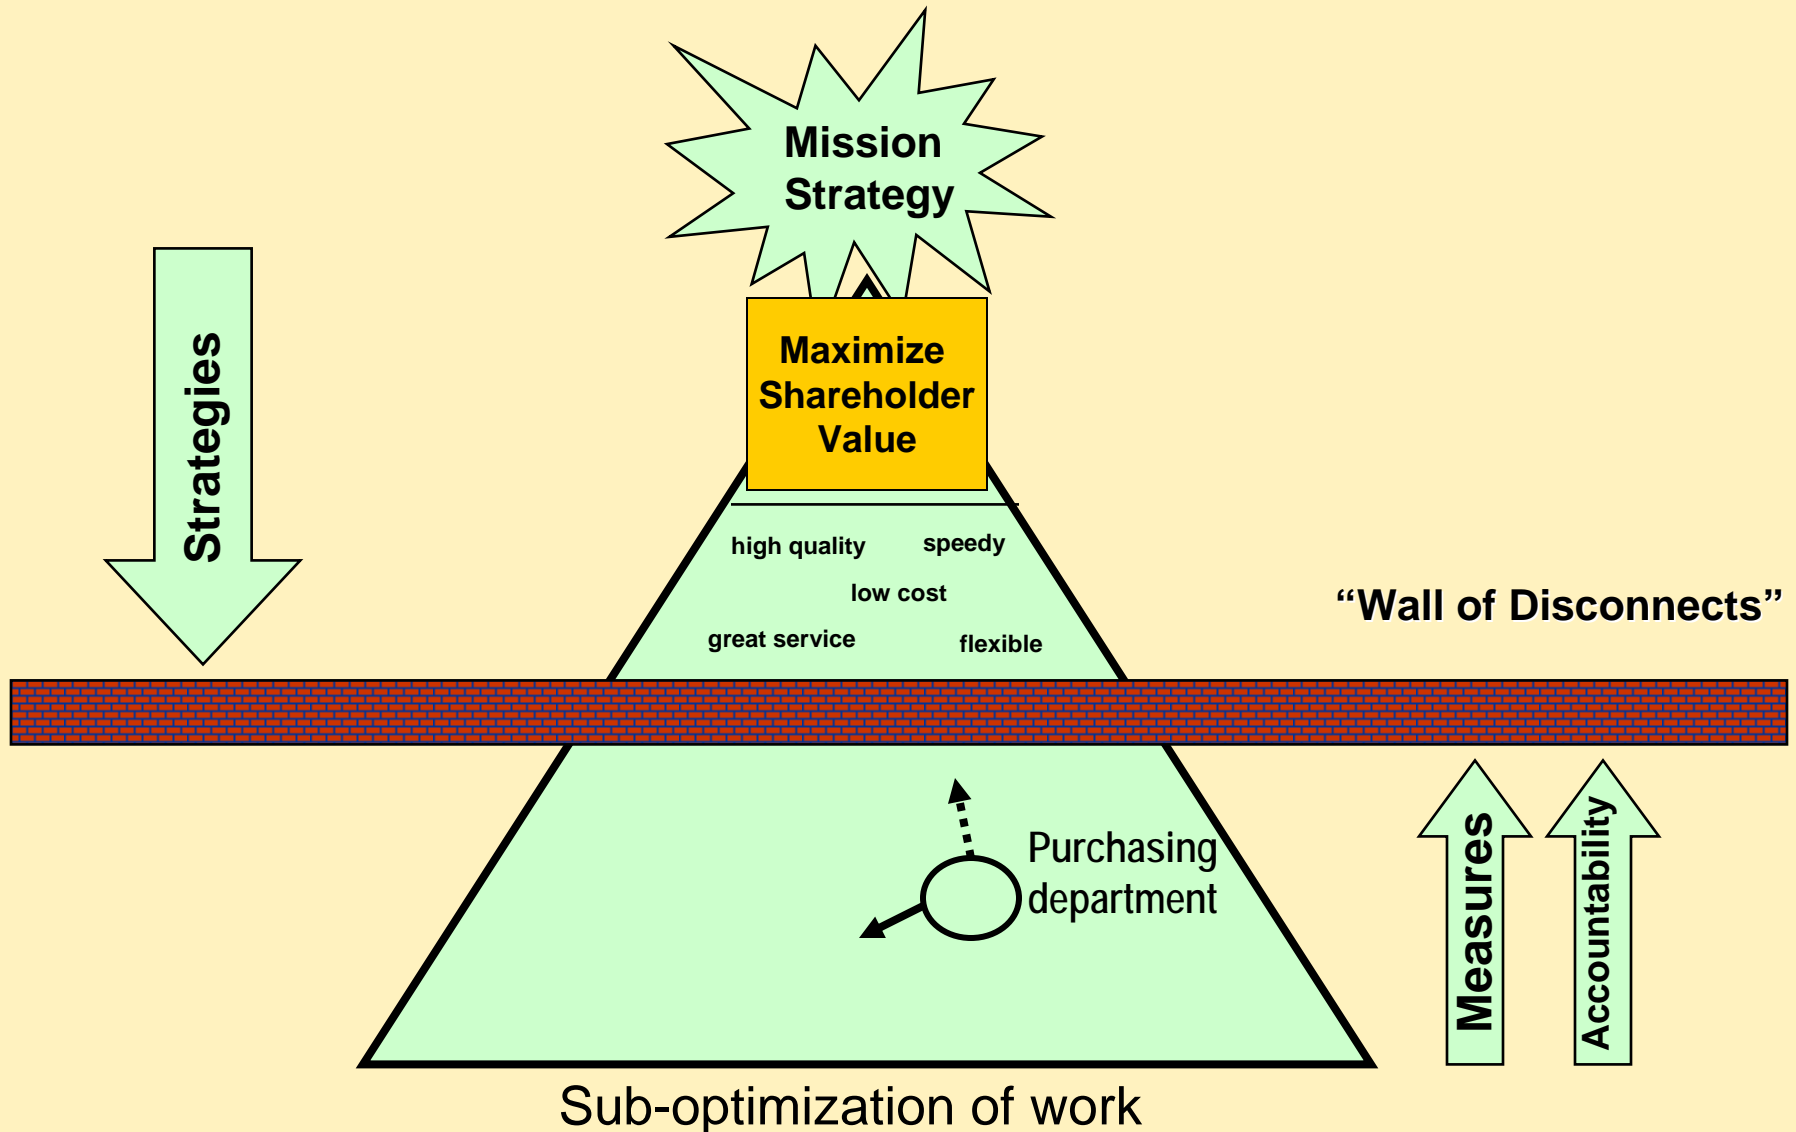 Mission
Strategy
Strategies
Maximize
Shareholder
Value
high quality speedy
low cost
great service flexible
“Wall of Disconnects”
Purchasing
department
Measures
Accountability
Sub-optimization of work